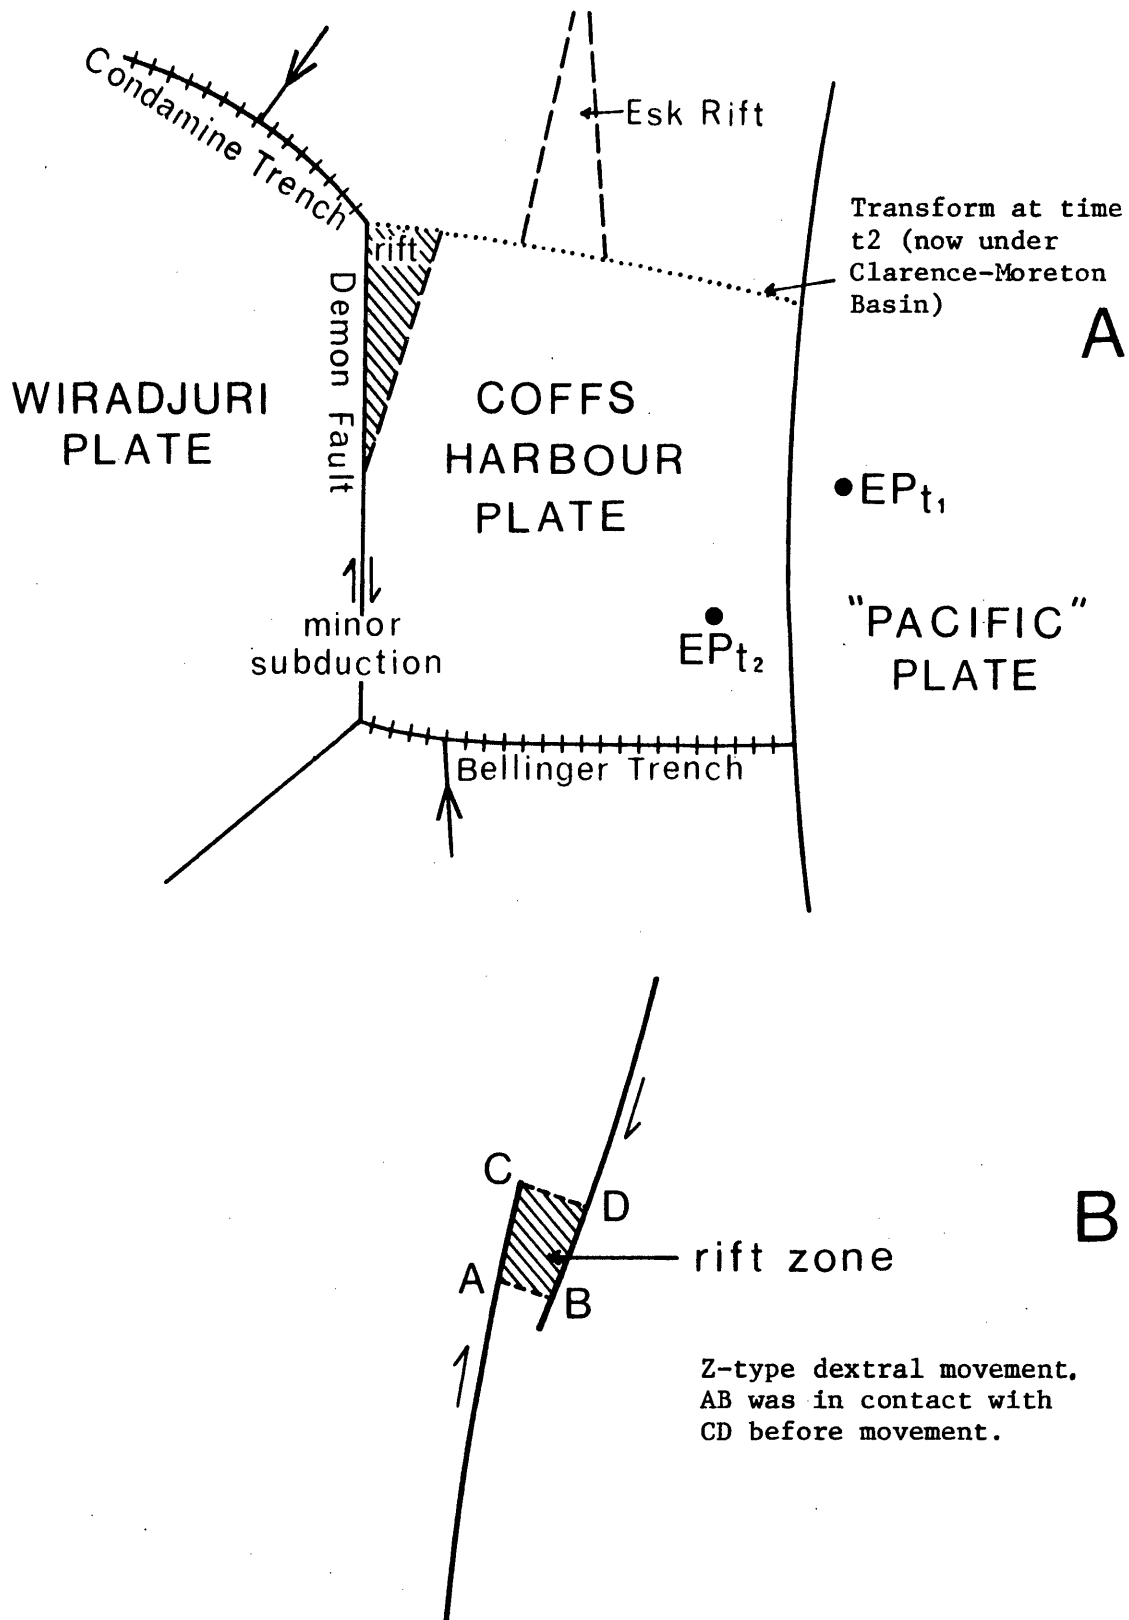 Condamine Trench
Esk Rift
Transform at time
t2 (now under
Clarence-Moreton
Basin)
rift
Demon Fault
A
WIRADJURI
PLATE
COFFS
HARBOUR
PLATE
EPt1
minor
subduction
EPt2
"PACIFIC"
PLATE
Bellinger Trench
C
D
B
rift zone
A
B
Z-type dextral movement.
AB was in contact with
CD before movement.